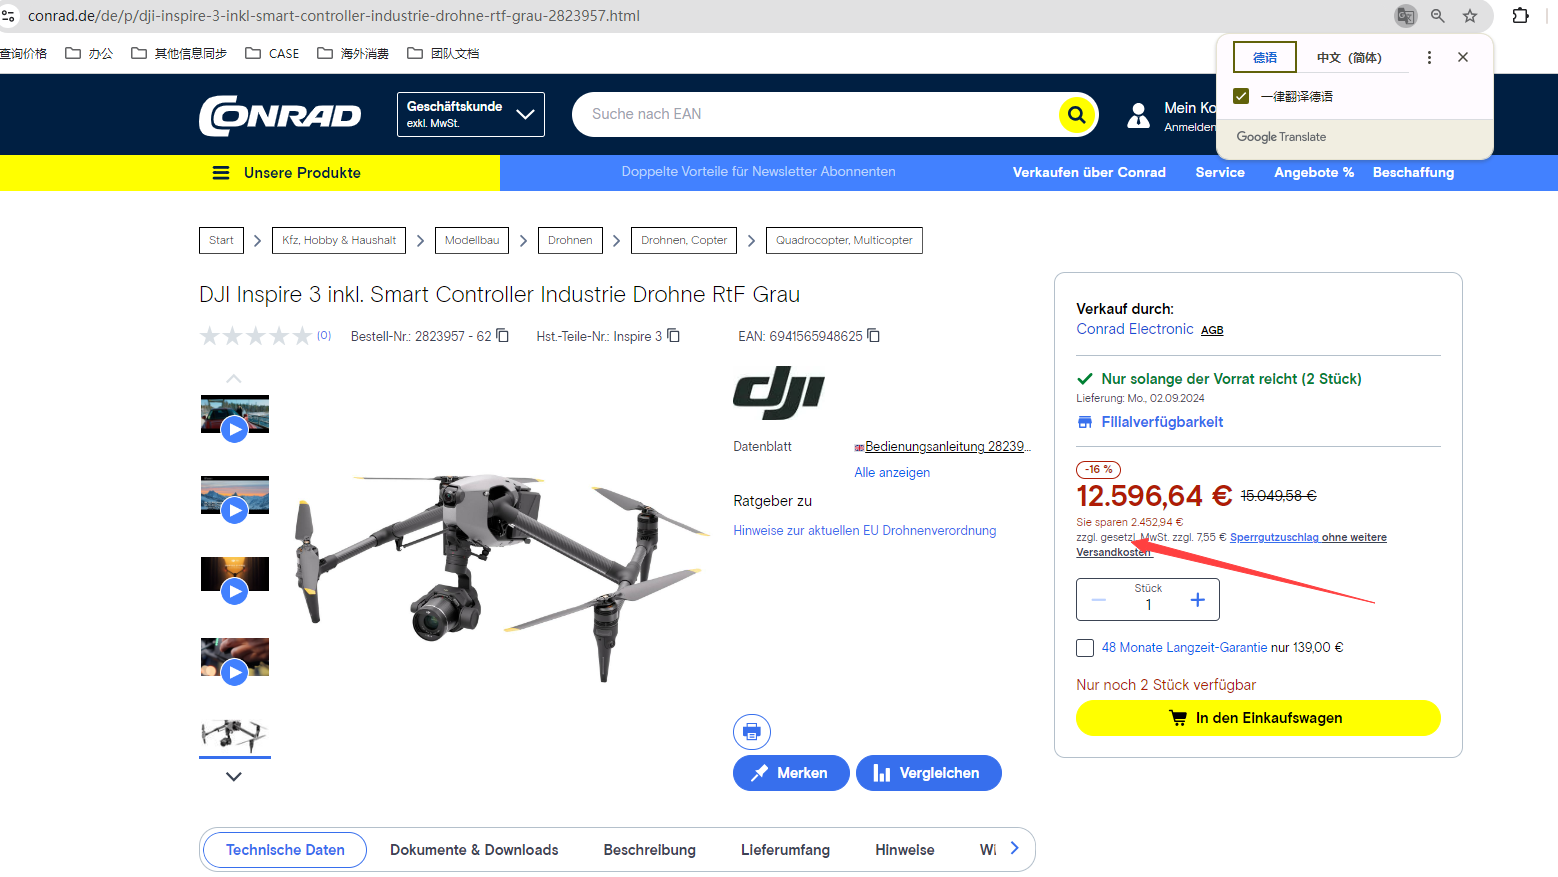 conrad.de/de/p/dji-inspire-3-inkl-smart-controller-industrie-drohne-rtf-grau-2823957.html
查询价格
办公
其他信息同步
CASE
海外消费
团队文档
德语
中文（简体）
一律翻译德语
Google Translate
CONRAD
Geschäftskunde
exkl. MwSt.
Suche nach EAN
Mein Ko
Anmelden
Unsere Produkte
Doppelte Vorteile für Newsletter Abonnenten
Verkaufen über Conrad
Service
Angebote %
Beschaffung
Start
Kfz, Hobby & Haushalt
Modellbau
Drohnen
Drohnen, Copter
Quadrocopter, Multicopter
DJI Inspire 3 inkl. Smart Controller Industrie Drohne RtF Grau
(0)
Bestell-Nr.: 2823957 - 62
Hst.-Teile-Nr.: Inspire 3
EAN: 6941565948625
dji
Datenblatt
Bedienungsanleitung 28239...
Alle anzeigen
Ratgeber zu
Hinweise zur aktuellen EU Drohnenverordnung
Merken
Vergleichen
Verkauf durch:
Conrad Electronic AGB
Nur solange der Vorrat reicht (2 Stück)
Lieferung: Mo., 02.09.2024
Filialverfügbarkeit
-16 %
12.596,64 € 15.049,58 €
Sie sparen 2.452,94 €
zzgl. gesetzl. MwSt. zzgl. 7,55 € Sperrgutzuschlag ohne weitere
Versandkosten
Stück
1
48 Monate Langzeit-Garantie nur 139,00 €
Nur noch 2 Stück verfügbar
In den Einkaufswagen
Technische Daten
Dokumente & Downloads
Beschreibung
Lieferumfang
Hinweise